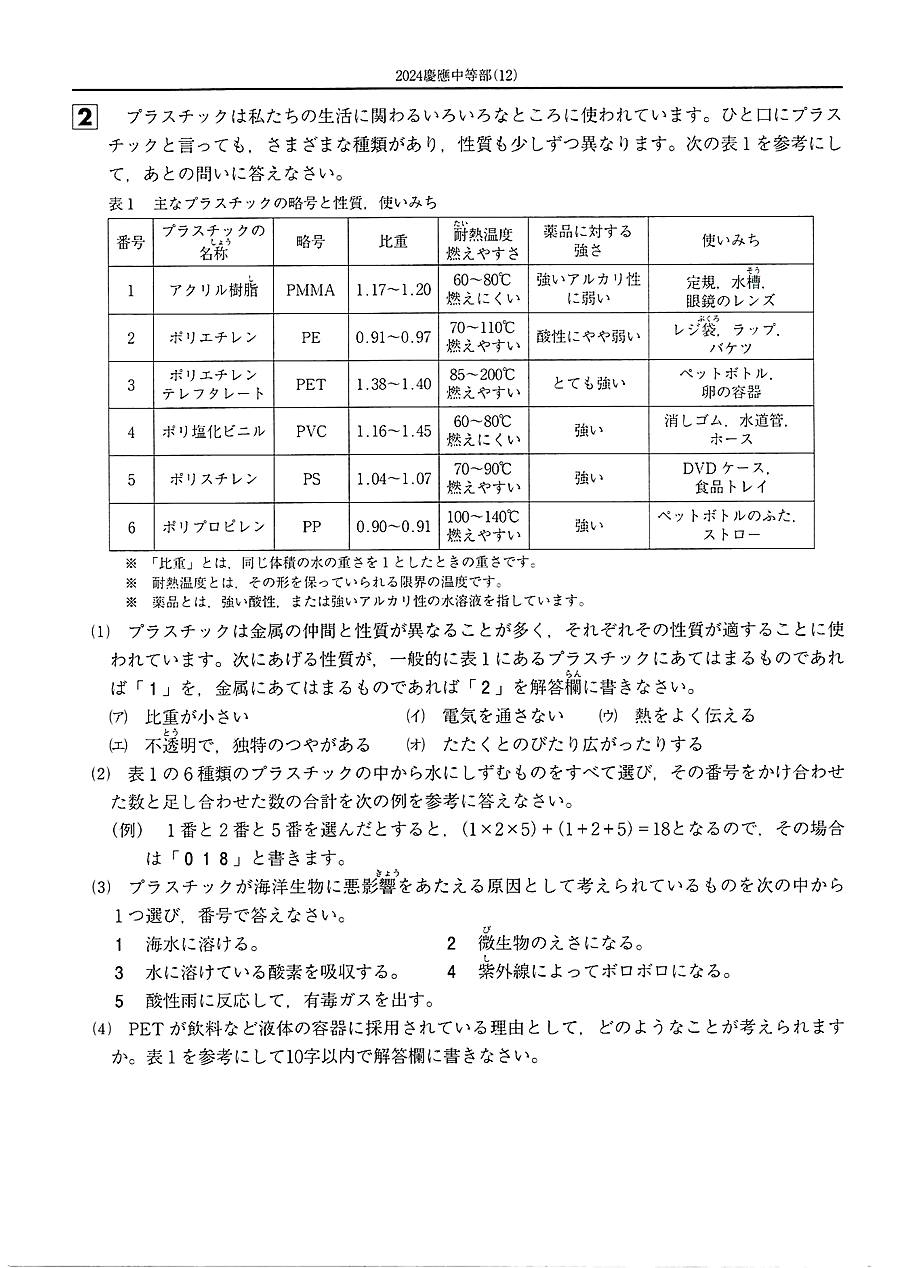 2024慶應中等部(12)
2 プラスチックは私たちの生活に関わるいろいろなところに使われています。ひと口にプラス
チックと言っても，さまざまな種類があり，性質も少しずつ異なります。次の表1を参考にし
て，あとの問いに答えなさい。
表1 主なプラスチックの略号と性質，使いみち
番号 プラスチックの名称 略号 比重 耐熱温度 燃えやすさ 薬品に対する強さ 使いみち
しょう たい
1 アクリル樹脂 PMMA 1.17～1.20 60～80℃ 燃えにくい 強いアルカリ性に弱い 定規，水槽，眼鏡のレンズ
し そう
2 ポリエチレン PE 0.91～0.97 70～110℃ 燃えやすい 酸性にやや弱い レジ袋，ラップ，バケツ
ぶくろ
3 ポリエチレンテレフタレート PET 1.38～1.40 85～200℃ 燃えやすい とても強い ペットボトル，卵の容器
4 ポリ塩化ビニル PVC 1.16～1.45 60～80℃ 燃えにくい 強い 消しゴム，水道管，ホース
5 ポリスチレン PS 1.04～1.07 70～90℃ 燃えやすい 強い DVDケース，食品トレイ
6 ポリプロピレン PP 0.90～0.91 100～140℃ 燃えやすい 強い ペットボトルのふた，ストロー
※ 「比重」とは，同じ体積の水の重さを1としたときの重さです。
※ 耐熱温度とは，その形を保っていられる限界の温度です。
※ 薬品とは，強い酸性，または強いアルカリ性の水溶液を指しています。
(1) プラスチックは金属の仲間と性質が異なることが多く，それぞれその性質が適することに使
われています。次にあげる性質が，一般的に表1にあるプラスチックにあてはまるものであれ
らん
ば「1」を，金属にあてはまるものであれば「2」を解答欄に書きなさい。
(ア) 比重が小さい (イ) 電気を通さない (ウ) 熱をよく伝える
とう
(エ) 不透明で，独特のつやがある (オ) たたくとのびたり広がったりする
(2) 表1の6種類のプラスチックの中から水にしずむものをすべて選び，その番号をかけ合わせ
た数と足し合わせた数の合計を次の例を参考に答えなさい。
(例) 1番と2番と5番を選んだとすると，(1×2×5)+(1+2+5)=18となるので，その場合
は「018」と書きます。
きょう
(3) プラスチックが海洋生物に悪影響をあたえる原因として考えられているものを次の中から
1つ選び，番号で答えなさい。
び
1 海水に溶ける。 2 微生物のえさになる。
し
3 水に溶けている酸素を吸収する。 4 紫外線によってボロボロになる。
5 酸性雨に反応して，有毒ガスを出す。
(4) PETが飲料など液体の容器に採用されている理由として，どのようなことが考えられます
か。表1を参考にして10字以内で解答欄に書きなさい。